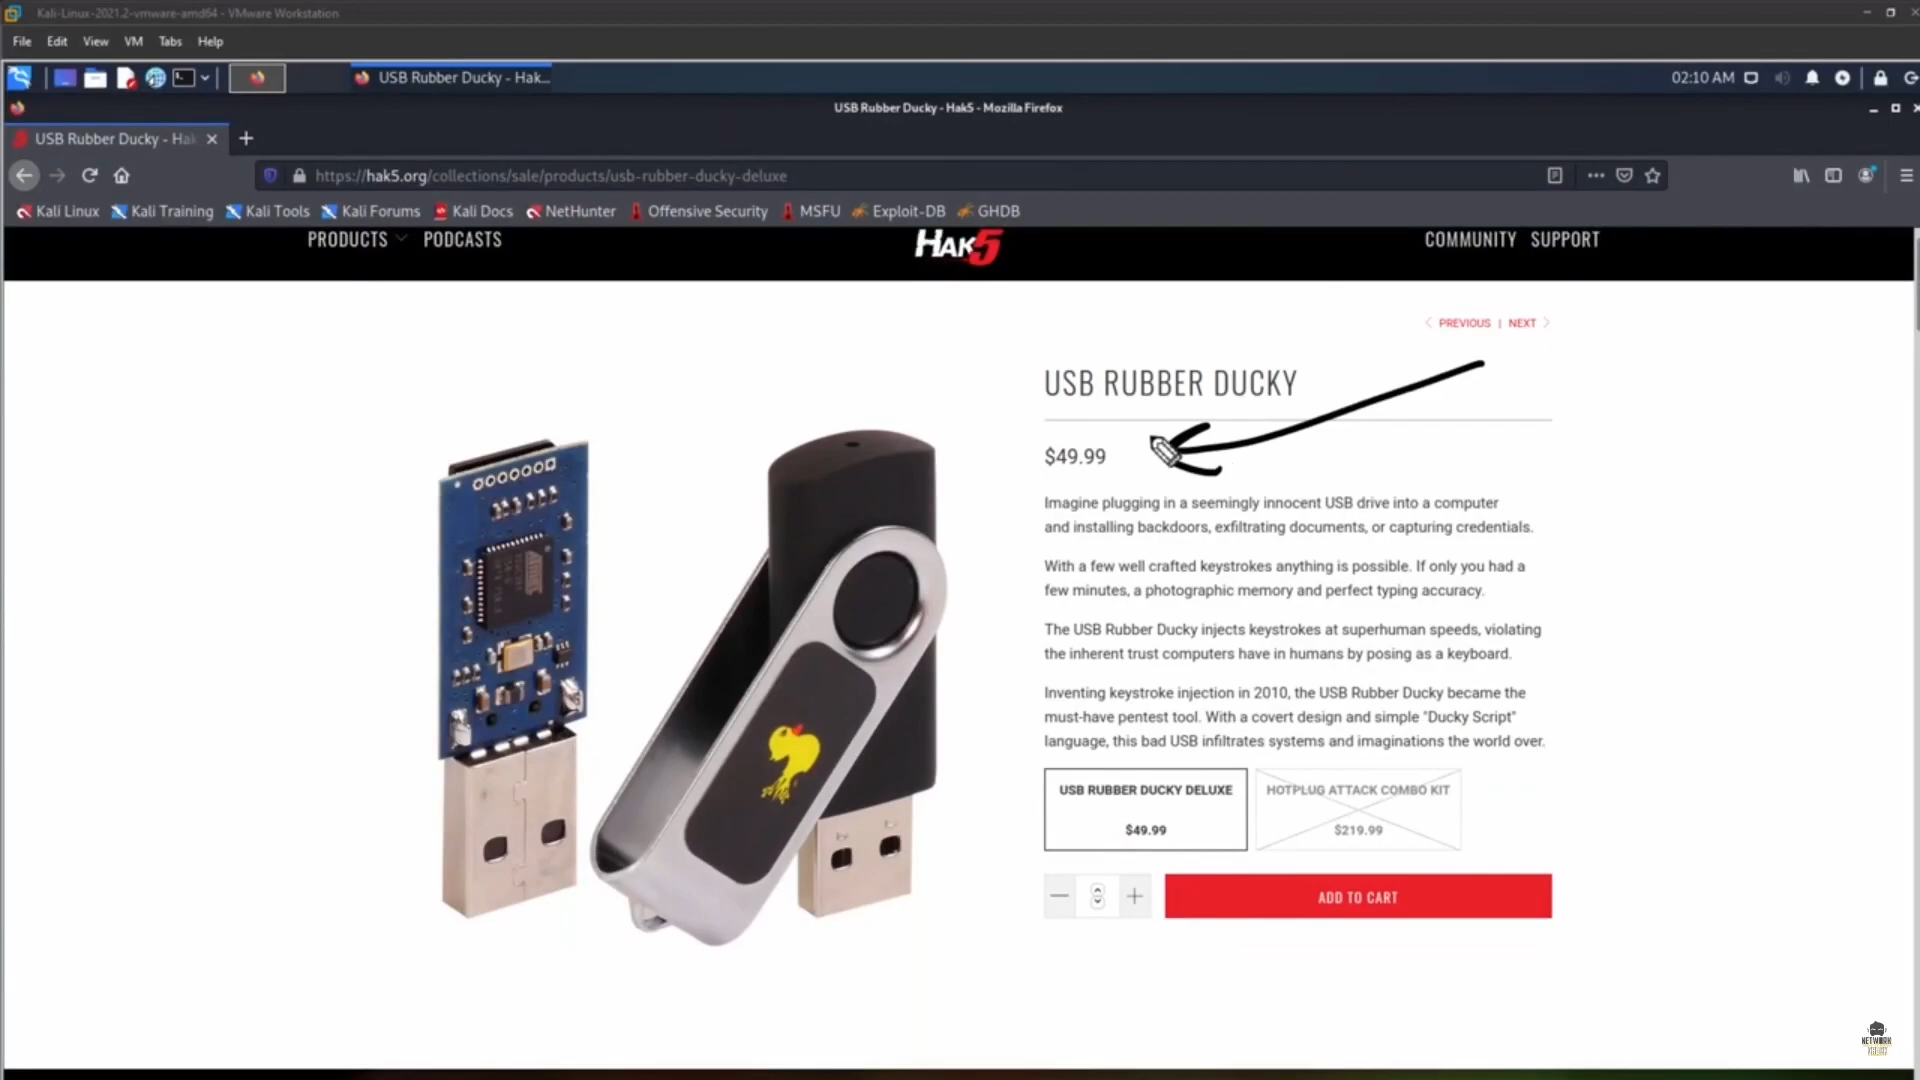 Kali-Linux-2021.2-vmware-amd64 - VMware Workstation
File Edit View VM Tabs Help
USB Rubber Ducky - Hak...
02:10 AM
USB Rubber Ducky - Hak5 - Mozilla Firefox
USB Rubber Ducky - Hak
https://hak5.org/collections/sale/products/usb-rubber-ducky-deluxe
Kali Linux Kali Training Kali Tools Kali Forums Kali Docs NetHunter Offensive Security MSFU Exploit-DB GHDB
PRODUCTS PODCASTS HAK5 COMMUNITY SUPPORT
PREVIOUS | NEXT
USB RUBBER DUCKY
$49.99
Imagine plugging in a seemingly innocent USB drive into a computer
and installing backdoors, exfiltrating documents, or capturing credentials.
With a few well crafted keystrokes anything is possible. If only you had a
few minutes, a photographic memory and perfect typing accuracy.
The USB Rubber Ducky injects keystrokes at superhuman speeds, violating
the inherent trust computers have in humans by posing as a keyboard.
Inventing keystroke injection in 2010, the USB Rubber Ducky became the
must-have pentest tool. With a covert design and simple "Ducky Script"
language, this bad USB infiltrates systems and imaginations the world over.
USB RUBBER DUCKY DELUXE
$49.99
HOTPLUG ATTACK COMBO KIT
$219.99
ADD TO CART
NETWORK